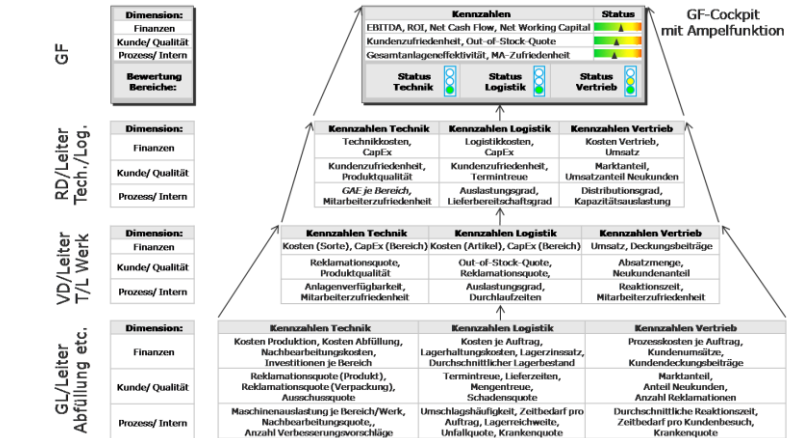 GF
Dimension:
Finanzen
Kunde/ Qualität
Prozess/ Intern
Bewertung
Bereiche:
Kennzahlen Status
EBITDA, ROI, Net Cash Flow, Net Working Capital
Kundenzufriedenheit, Out-of-Stock-Quote
Gesamtanlageneffektivität, MA-Zufriedenheit
Status
Technik
Status
Logistik
Status
Vertrieb
GF-Cockpit
mit Ampelfunktion
RD/Leiter
Tech./Log.
Dimension:
Finanzen
Kunde/ Qualität
Prozess/ Intern
Kennzahlen Technik Kennzahlen Logistik Kennzahlen Vertrieb
Technikkosten,
CapEx
Logistikkosten,
CapEx
Kosten Vertrieb,
Umsatz
Kundenzufriedenheit,
Produktqualität
Kundenzufriedenheit,
Termintreue
Marktanteil,
Umsatzanteil Neukunden
GAE je Bereich,
Mitarbeiterzufriedenheit
Auslastungsgrad,
Lieferbereitschaftsgrad
Distributionsgrad,
Kapazitätsauslastung
VD/Leiter
T/L Werk
Dimension:
Finanzen
Kunde/ Qualität
Prozess/ Intern
Kennzahlen Technik Kennzahlen Logistik Kennzahlen Vertrieb
Kosten (Sorte), CapEx (Bereich) Kosten (Artikel), CapEx (Bereich) Umsatz, Deckungsbeiträge
Reklamationsquote,
Produktqualität
Out-of-Stock-Quote,
Reklamationsquote,
Absatzmenge,
Neukundenanteil
Anlagenverfügbarkeit,
Mitarbeiterzufriedenheit
Auslastungsgrad,
Durchlaufzeiten
Reaktionszeit,
Mitarbeiterzufriedenheit
GL/Leiter
Abfüllung etc.
Dimension:
Finanzen
Kunde/ Qualität
Prozess/ Intern
Kennzahlen Technik Kennzahlen Logistik Kennzahlen Vertrieb
Kosten Produktion, Kosten Abfüllung,
Nachbearbeitungskosten,
Investitionen je Bereich
Kosten je Auftrag,
Lagerhaltungskosten, Lagerzinssatz,
Durchschnittlicher Lagerbestand
Prozesskosten je Auftrag,
Kundenumsätze,
Kundendeckungsbeiträge
Reklamationsquote (Produkt),
Reklamationsquote (Verpackung),
Ausschussquote
Termintreue, Lieferzeiten,
Mengentreue,
Schadensquote
Marktanteil,
Anteil Neukunden,
Anzahl Reklamationen
Maschinenauslastung je Bereich/Werk,
Nachbearbeitungsquote,,
Anzahl Verbesserungsvorschläge
Umschlagshäufigkeit, Zeitbedarf pro
Auftrag, Lagerreichweite,
Unfallquote, Krankenquote
Durchschnittliche Reaktionszeit,
Zeitbedarf pro Kundenbesuch,
Krankenquote